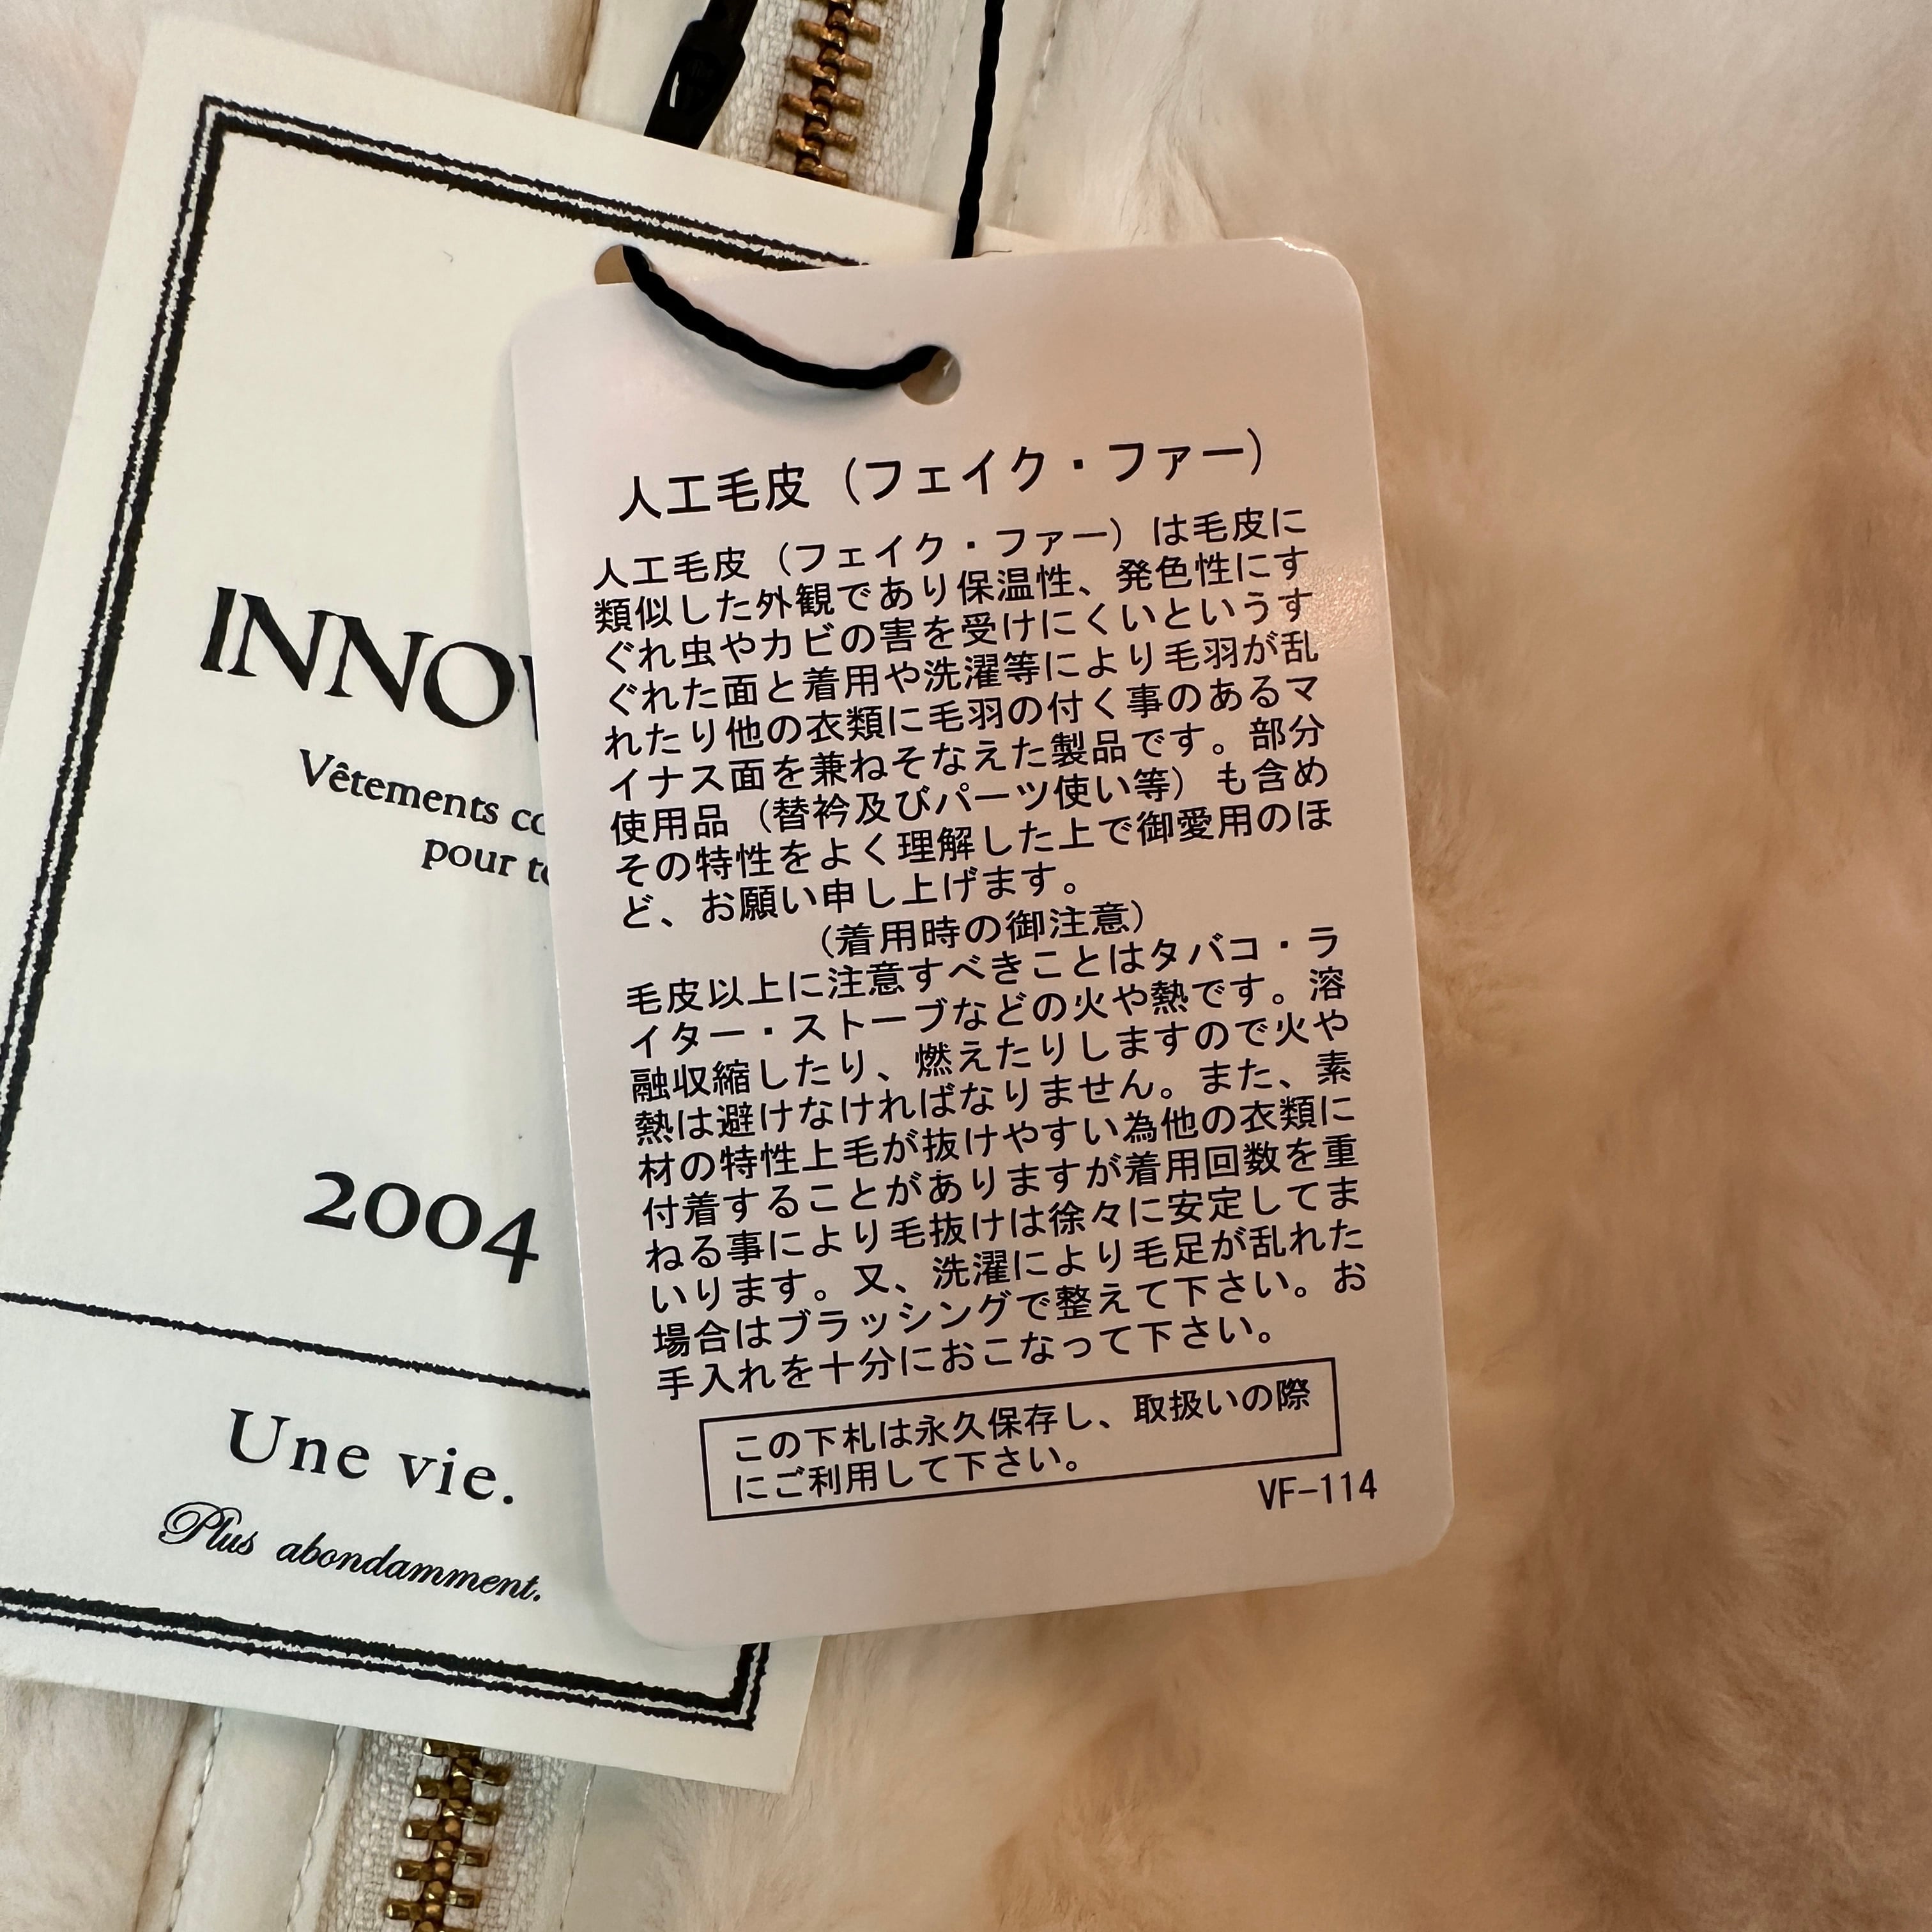 INNO
Vêtements
pour
2004
Une vie.
Plus abondamment.
人工毛皮（フェイク・ファー）
人工毛皮（フェイク・ファー）は毛皮に
類似した外観であり保温性、発色性にす
ぐれ虫やカビの害を受けにくいというす
ぐれた面と着用や洗濯等により毛羽が乱
れたり他の衣類に毛羽の付く事のあるマ
イナス面を兼ねそなえた製品です。部分
使用品（替衿及びパーツ使い等）も含め
その特性をよく理解した上で御愛用のほ
ど、お願い申し上げます。
（着用時の御注意）
毛皮以上に注意すべきことはタバコ・ラ
イター・ストーブなどの火や熱です。溶
融収縮したり、燃えたりしますので火や
熱は避けなければなりません。また、素
材の特性上毛が抜けやすい為他の衣類に
付着することがありますが着用回数を重
ねる事により毛抜けは徐々に安定してま
いります。又、洗濯により毛足が乱れた
場合はブラッシングで整えて下さい。お
手入れを十分におこなって下さい。
この下札は永久保存し、取扱いの際
にご利用して下さい。
VF-114